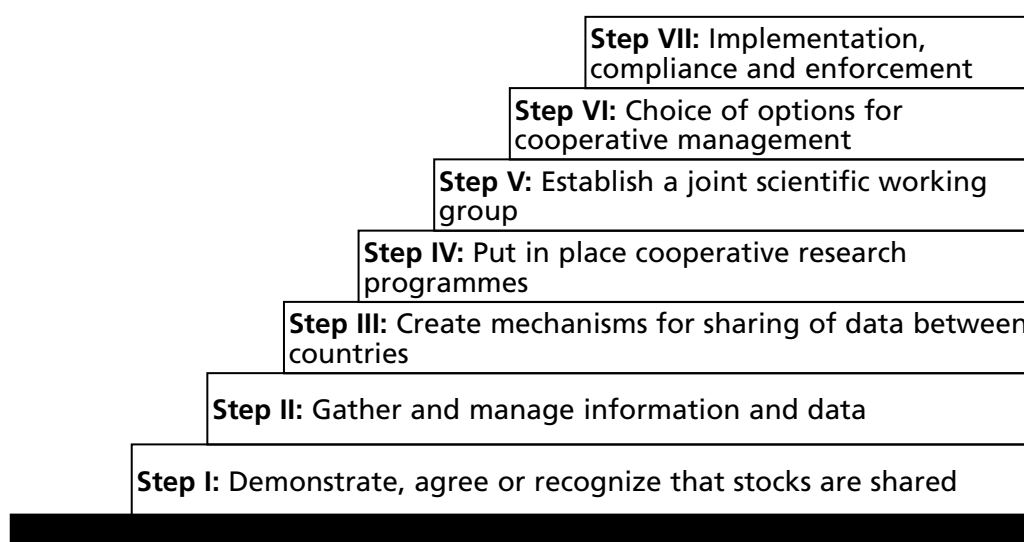 Step VII: Implementation,
compliance and enforcement
Step VI: Choice of options for
cooperative management
Step V: Establish a joint scientific working
group
Step IV: Put in place cooperative research
programmes
Step III: Create mechanisms for sharing of data between
countries
Step II: Gather and manage information and data
Step I: Demonstrate, agree or recognize that stocks are shared